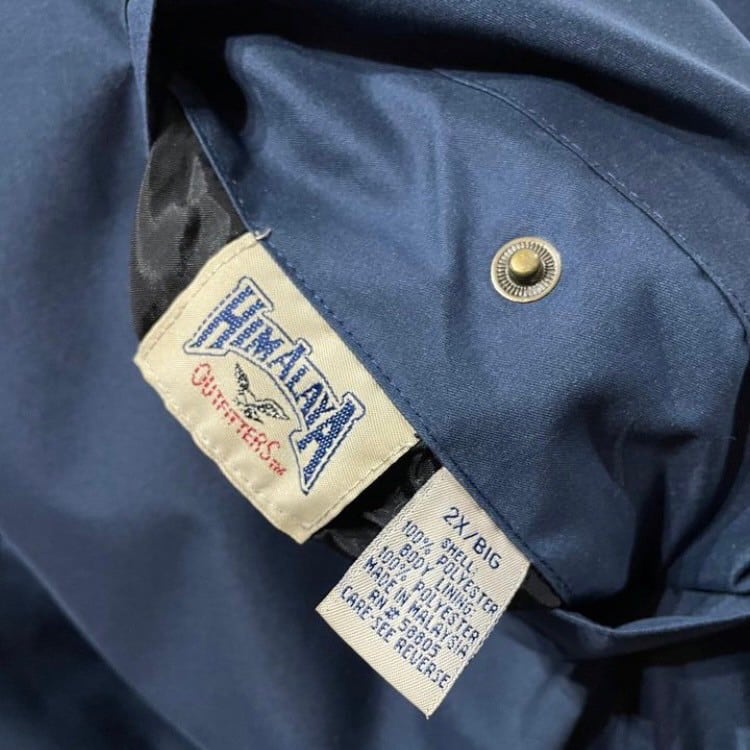 HIMALAYA
OUTFITTERS™
2X/BIG
SHELL
100% POLYESTER
BODY LINING:
100% POLYESTER
MADE IN MALAYSIA
RN# 58805
CARE-SEE REVERSE